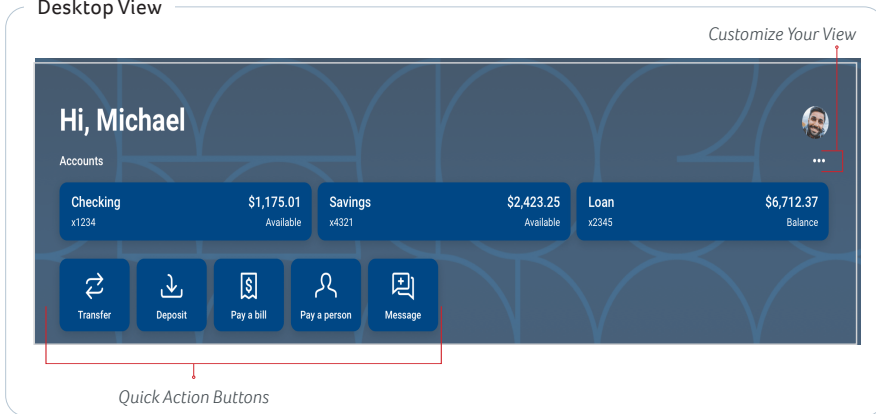 Desktop View
Customize Your View
Hi, Michael
Accounts
Checking $1,175.01
x1234 Available
Savings $2,423.25
x4321 Available
Loan $6,712.37
x2345 Balance
Transfer
Deposit
Pay a bill
Pay a person
Message
Quick Action Buttons